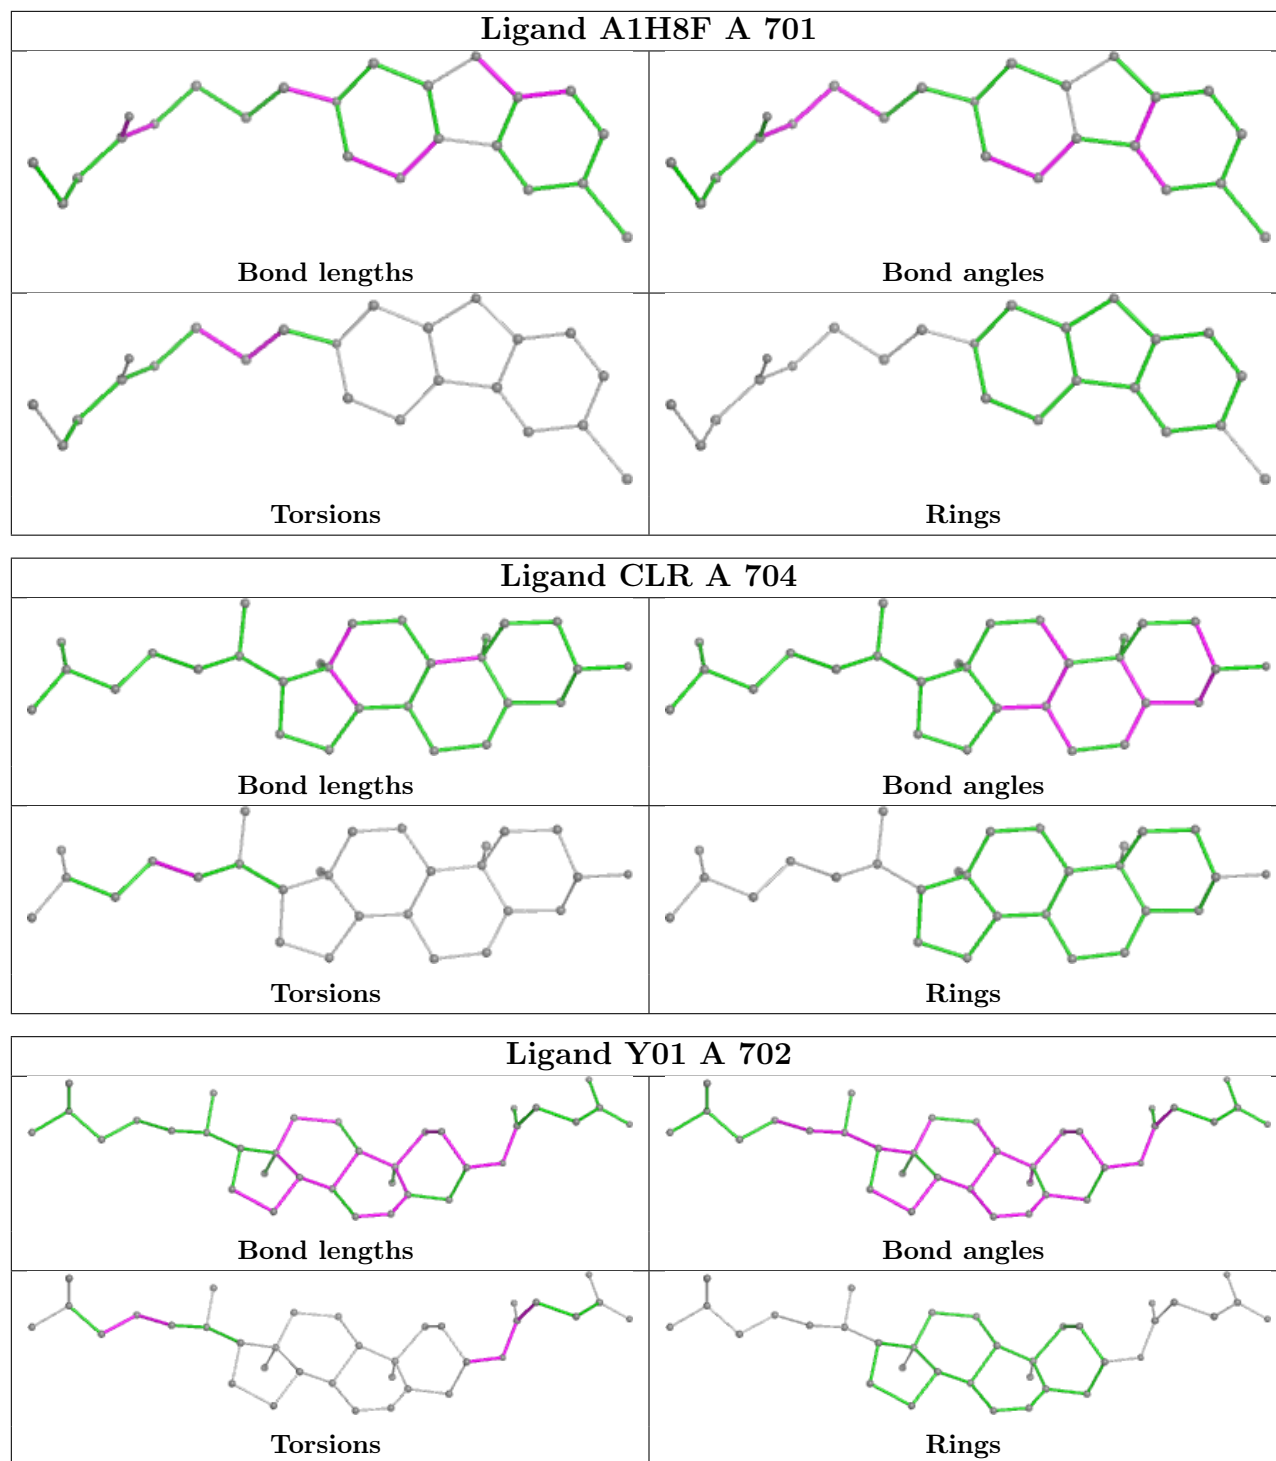 Ligand A1H8F A 701
Bond lengths
Bond angles
Torsions
Rings
Ligand CLR A 704
Bond lengths
Bond angles
Torsions
Rings
Ligand Y01 A 702
Bond lengths
Bond angles
Torsions
Rings